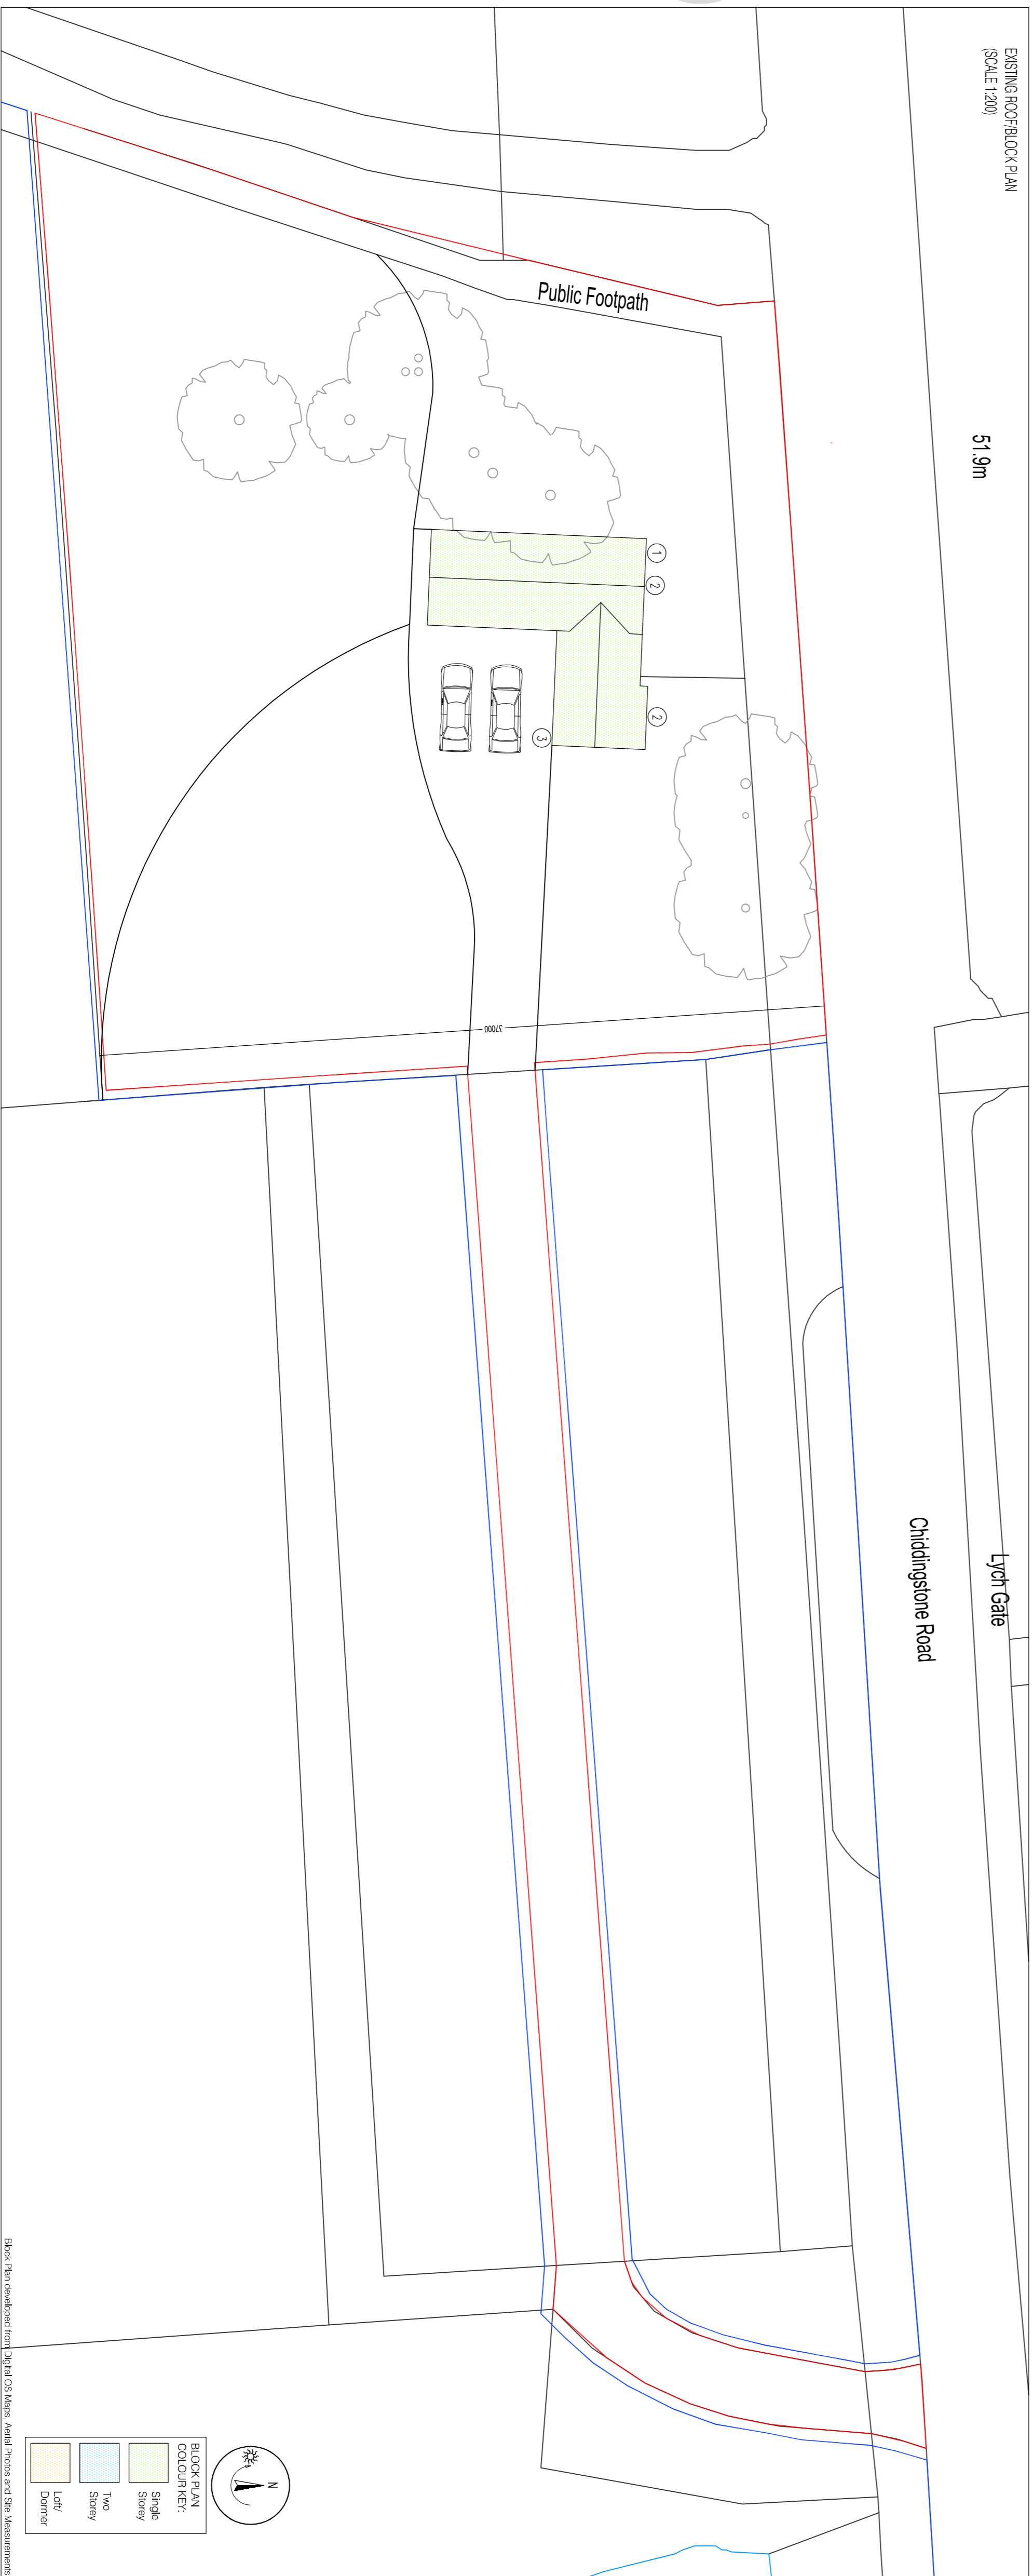 EXISTING ROOF/BLOCK PLAN
(SCALE 1:200)
51.9m
Public Footpath
1
2
2
3
37000
Lych Gate
Chiddingstone Road
N
BLOCK PLAN
COLOUR KEY:
Single
Storey
Two
Storey
Loft/
Dormer
Block Plan developed from Digital OS Maps, Aerial Photos and Site Measurements